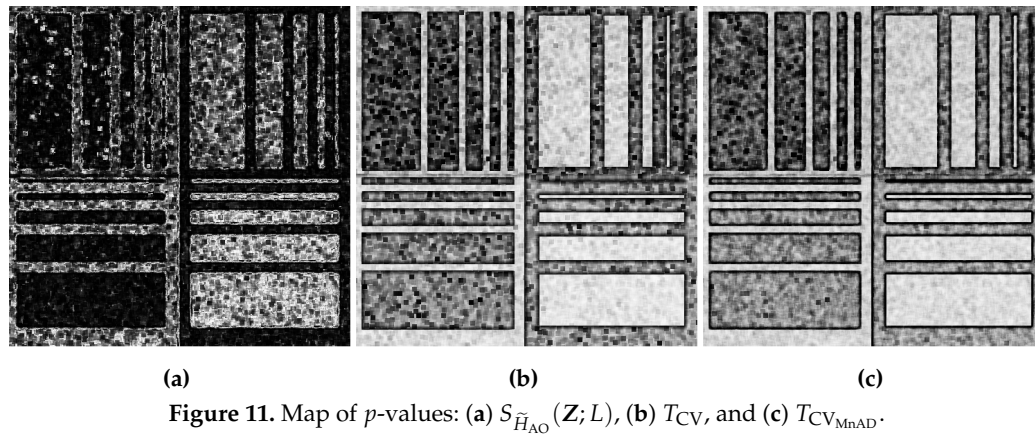 (a) (b) (c)
Figure 11. Map of p-values: (a) S_{\widetilde{H}_{AO}}(Z; L), (b) T_{CV}, and (c) T_{CV_{MnAD}}.